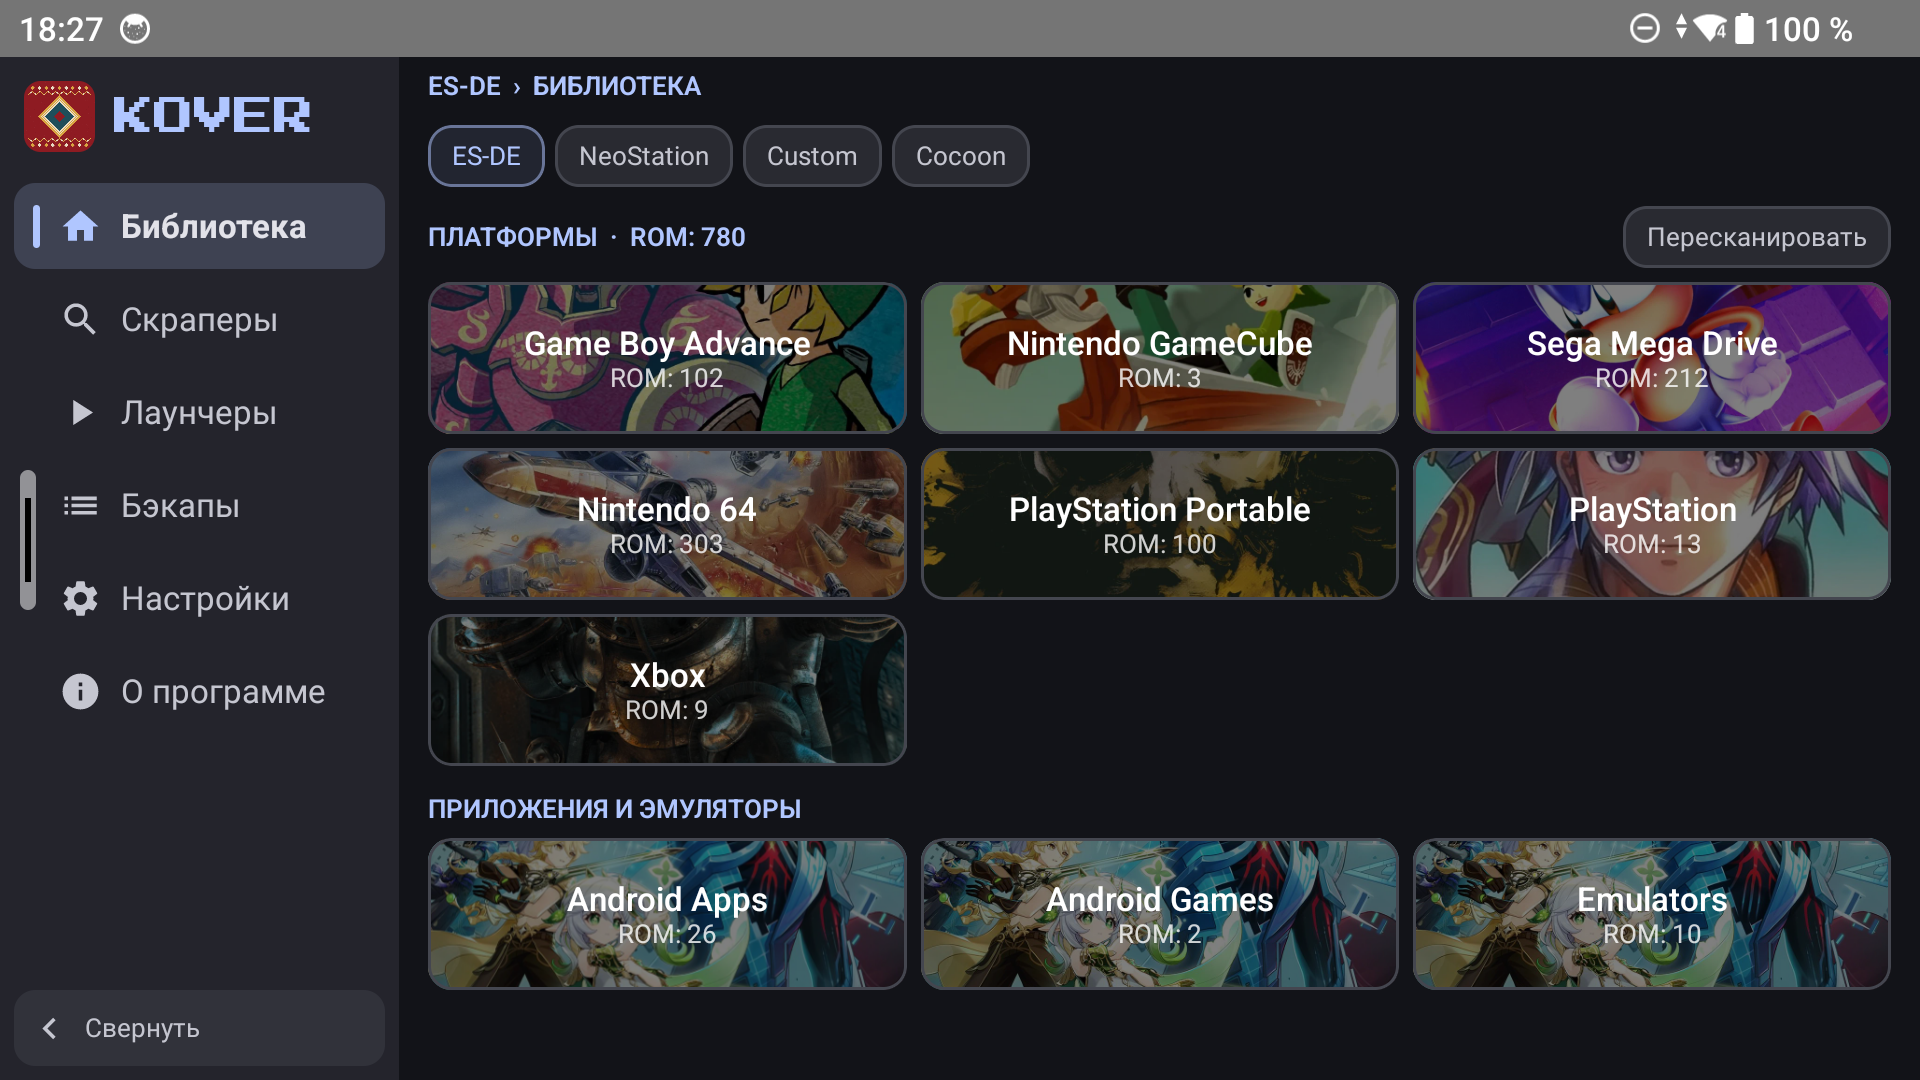 18:27
4
100 %
KOVER
Библиотека
Скраперы
Лаунчеры
Бэкапы
Настройки
О программе
Свернуть
ES-DE › БИБЛИОТЕКА
ES-DE
NeoStation
Custom
Cocoon
ПЛАТФОРМЫ · ROM: 780
Пересканировать
Game Boy Advance
ROM: 102
Nintendo GameCube
ROM: 3
Sega Mega Drive
ROM: 212
Nintendo 64
ROM: 303
PlayStation Portable
ROM: 100
PlayStation
ROM: 13
Xbox
ROM: 9
ПРИЛОЖЕНИЯ И ЭМУЛЯТОРЫ
Android Apps
ROM: 26
Android Games
ROM: 2
Emulators
ROM: 10